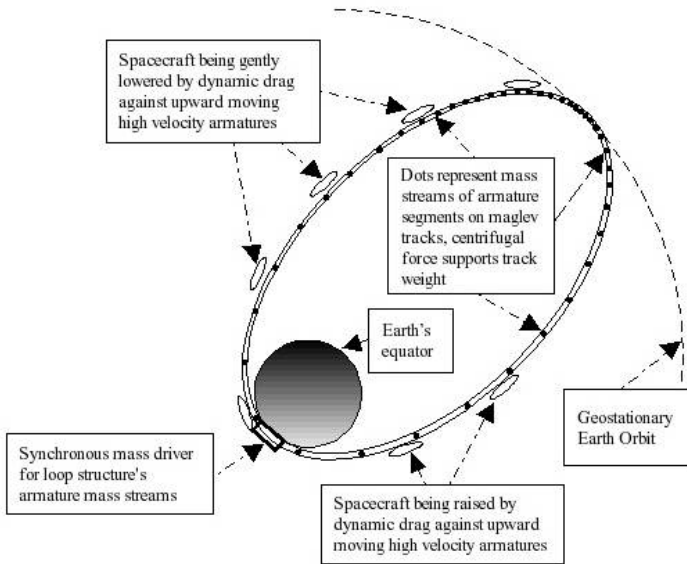 Spacecraft being gently
lowered by dynamic drag
against upward moving
high velocity armatures
Dots represent mass
streams of armature
segments on maglev
tracks, centrifugal
force supports track
weight
Earth's
equator
Geostationary
Earth Orbit
Synchronous mass driver
for loop structure's
armature mass streams
Spacecraft being raised by
dynamic drag against upward
moving high velocity armatures